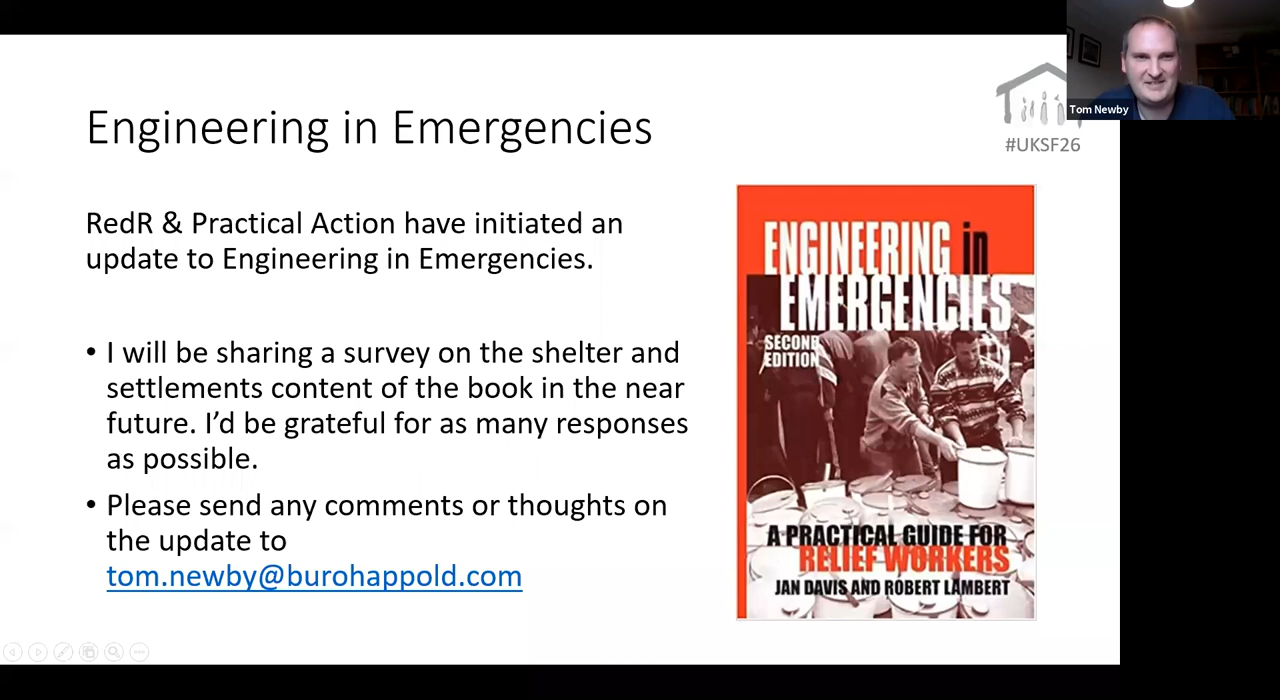 Engineering in Emergencies
Tom Newby
#UKSF26
RedR & Practical Action have initiated an
update to Engineering in Emergencies.
• I will be sharing a survey on the shelter and
settlements content of the book in the near
future. I’d be grateful for as many responses
as possible.
• Please send any comments or thoughts on
the update to
tom.newby@burohappold.com
ENGINEERING in
EMERGENCIES
SECOND
EDITION
A PRACTICAL GUIDE FOR
RELIEF WORKERS
JAN DAVIS AND ROBERT LAMBERT